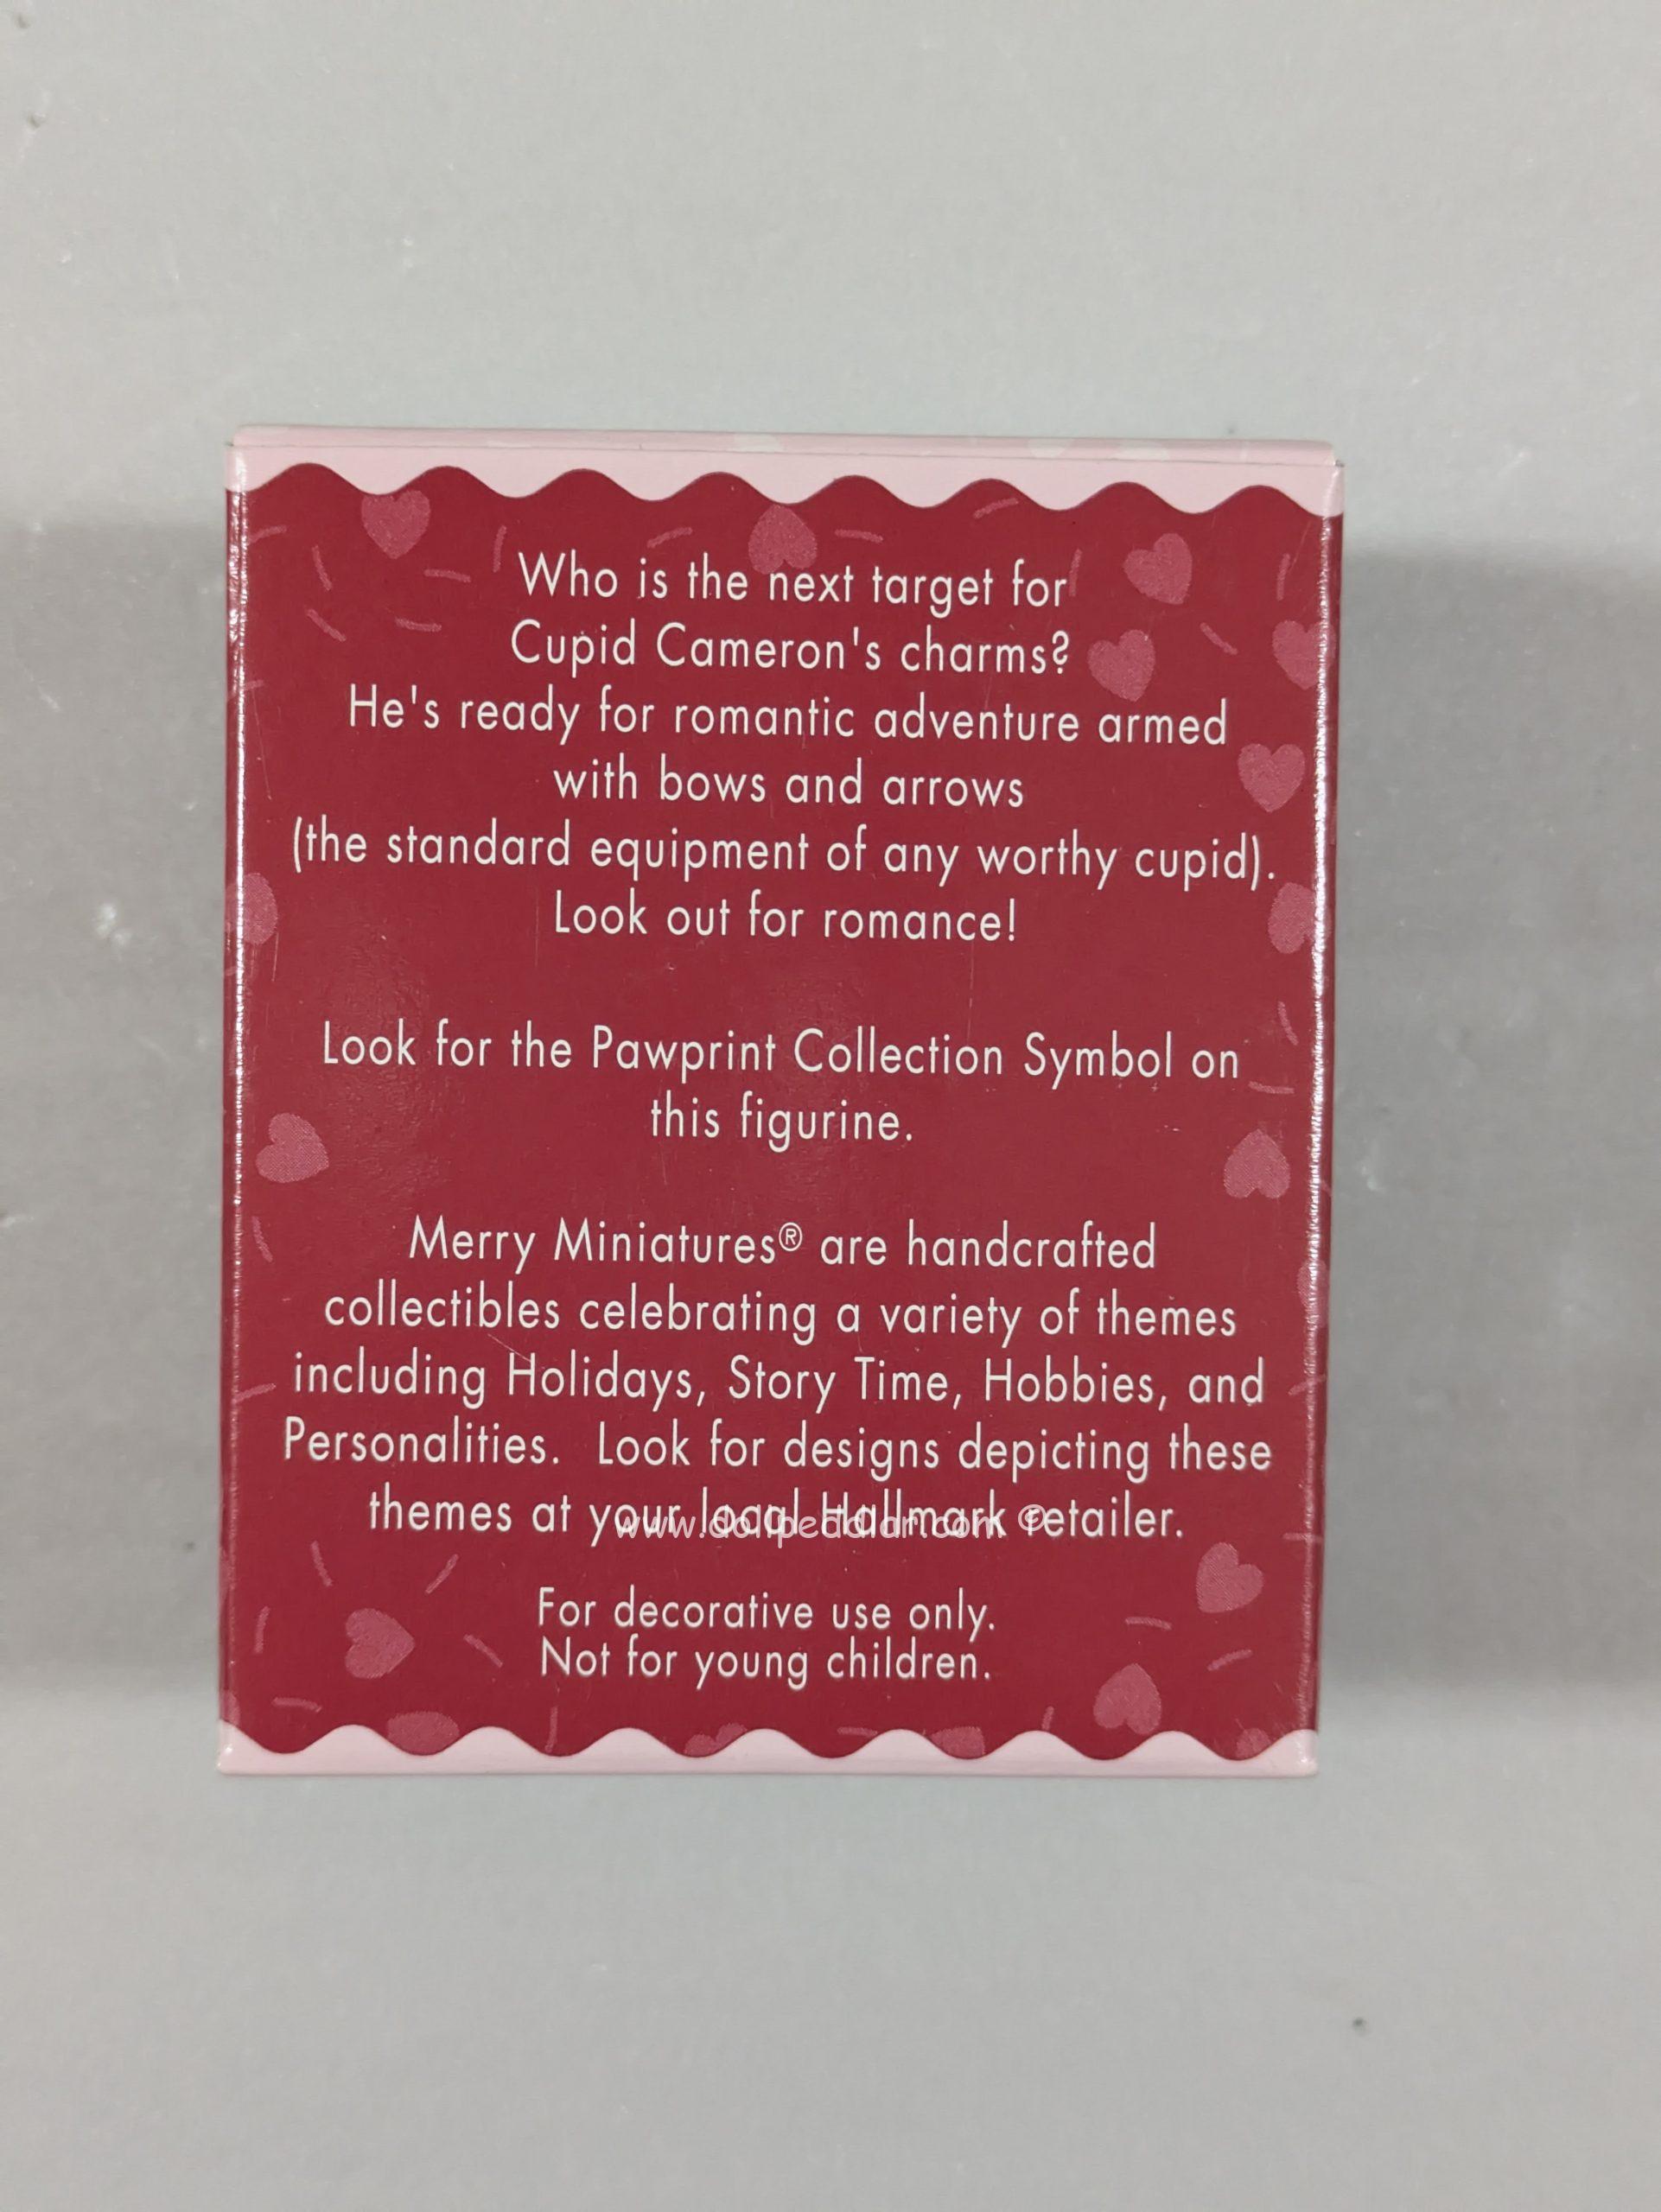 Who is the next target for
Cupid Cameron's charms?
He's ready for romantic adventure armed
with bows and arrows
(the standard equipment of any worthy cupid).
Look out for romance!
Look for the Pawprint Collection Symbol on
this figurine.
Merry Miniatures® are handcrafted
collectibles celebrating a variety of themes
including Holidays, Story Time, Hobbies, and
Personalities. Look for designs depicting these
themes at your local Hallmark retailer.
www.dollpeddlar.com ©
For decorative use only.
Not for young children.